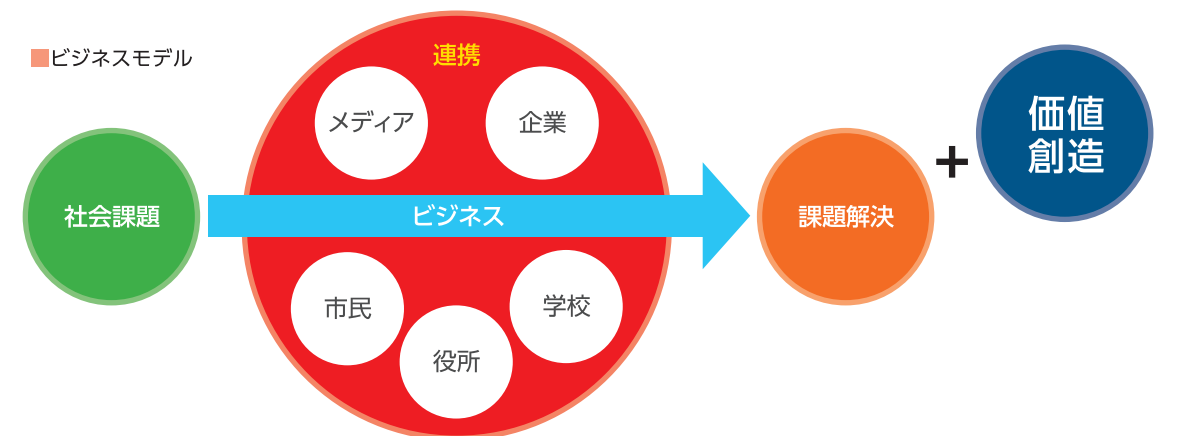 ビジネスモデル
連携
メディア
企業
社会課題
ビジネス
課題解決
+
価値
創造
市民
学校
役所